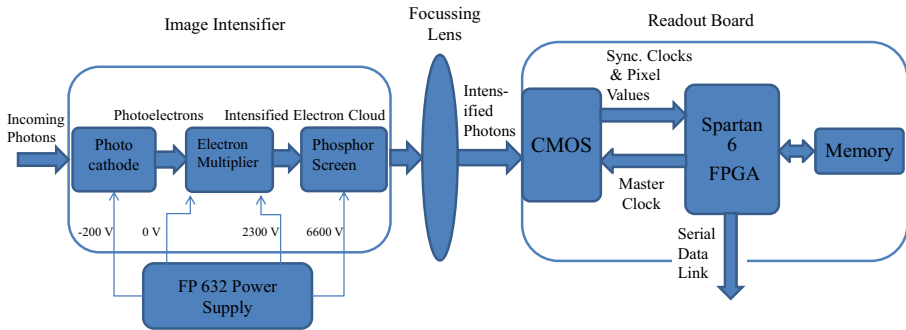 Image Intensifier
Focussing
Lens
Readout Board
Incoming
Photons
Photoelectrons
Intensified Electron Cloud
Photo
cathode
Electron
Multiplier
Phosphor
Screen
-200 V
0 V
2300 V
6600 V
FP 632 Power
Supply
Intens-
ified
Photons
CMOS
Sync. Clocks
& Pixel
Values
Master
Clock
Spartan
6
FPGA
Memory
Serial
Data
Link